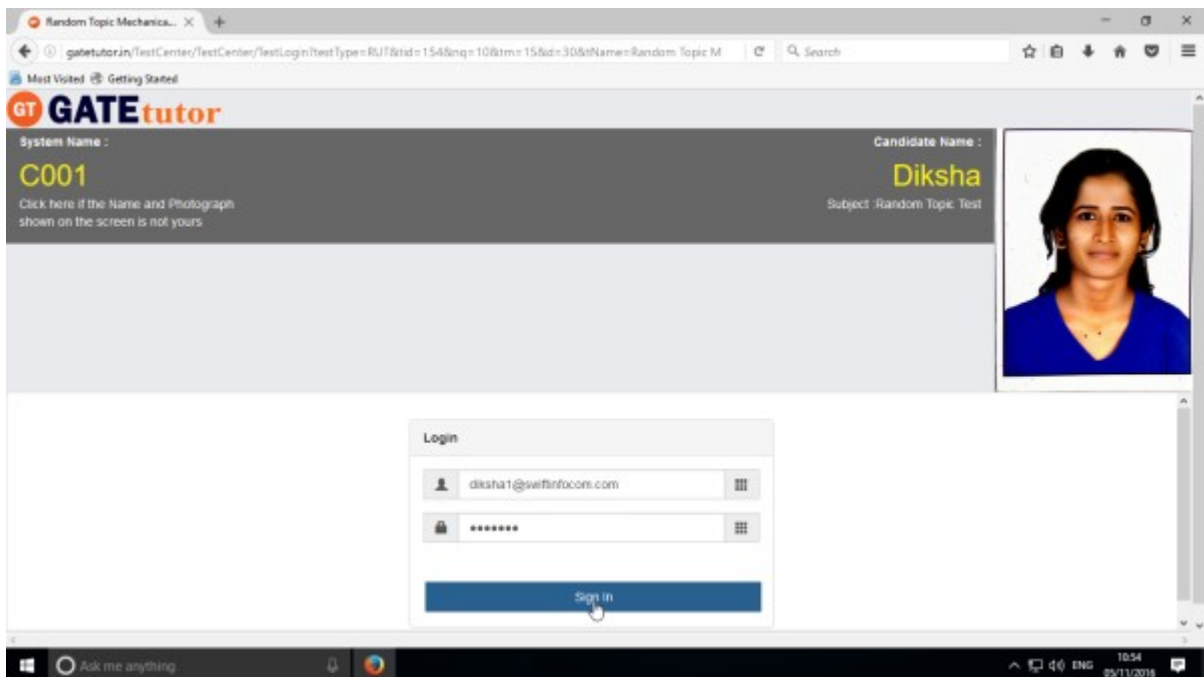 Random Topic Mechanica...
gatetutor.in/TestCenter/TestCenter/TestLogin?testType=RUT&tid=154&nq=10&tm=15&d=30&tName=Random Topic M
Search
Most Visited Getting Started
GT GATEtutor
System Name :
Candidate Name :
C001
Diksha
Click here if the Name and Photograph
shown on the screen is not yours
Subject :Random Topic Test
Login
diksha1@swiftinfocom.com
*******
Sign In
Ask me anything
ENG
10:54
05/11/2016